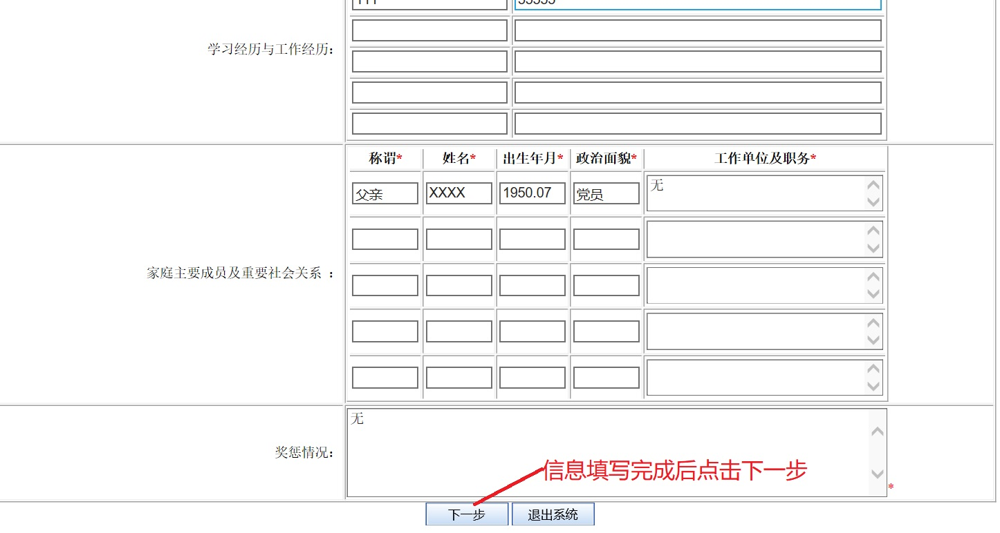 学习经历与工作经历：
称谓* 姓名* 出生年月* 政治面貌* 工作单位及职务*
父亲 XXXX 1950.07 党员 无
家庭主要成员及重要社会关系 ：
无
奖惩情况：
信息填写完成后点击下一步
*
下一步 退出系统